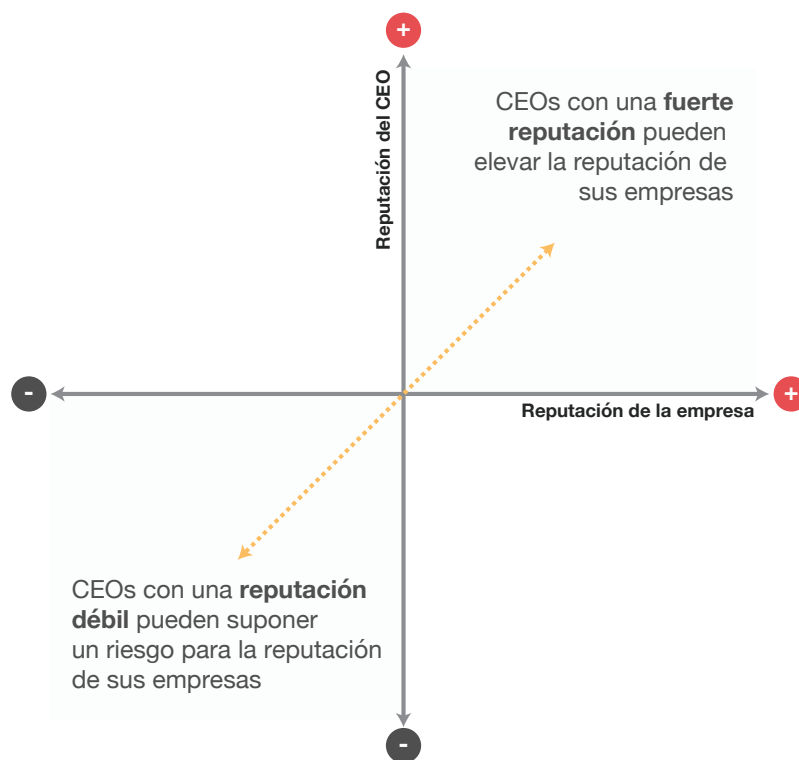 +
Reputación del CEO
CEOs con una fuerte
reputación pueden
elevar la reputación de
sus empresas
-
+
Reputación de la empresa
CEOs con una reputación
débil pueden suponer
un riesgo para la reputación
de sus empresas
-